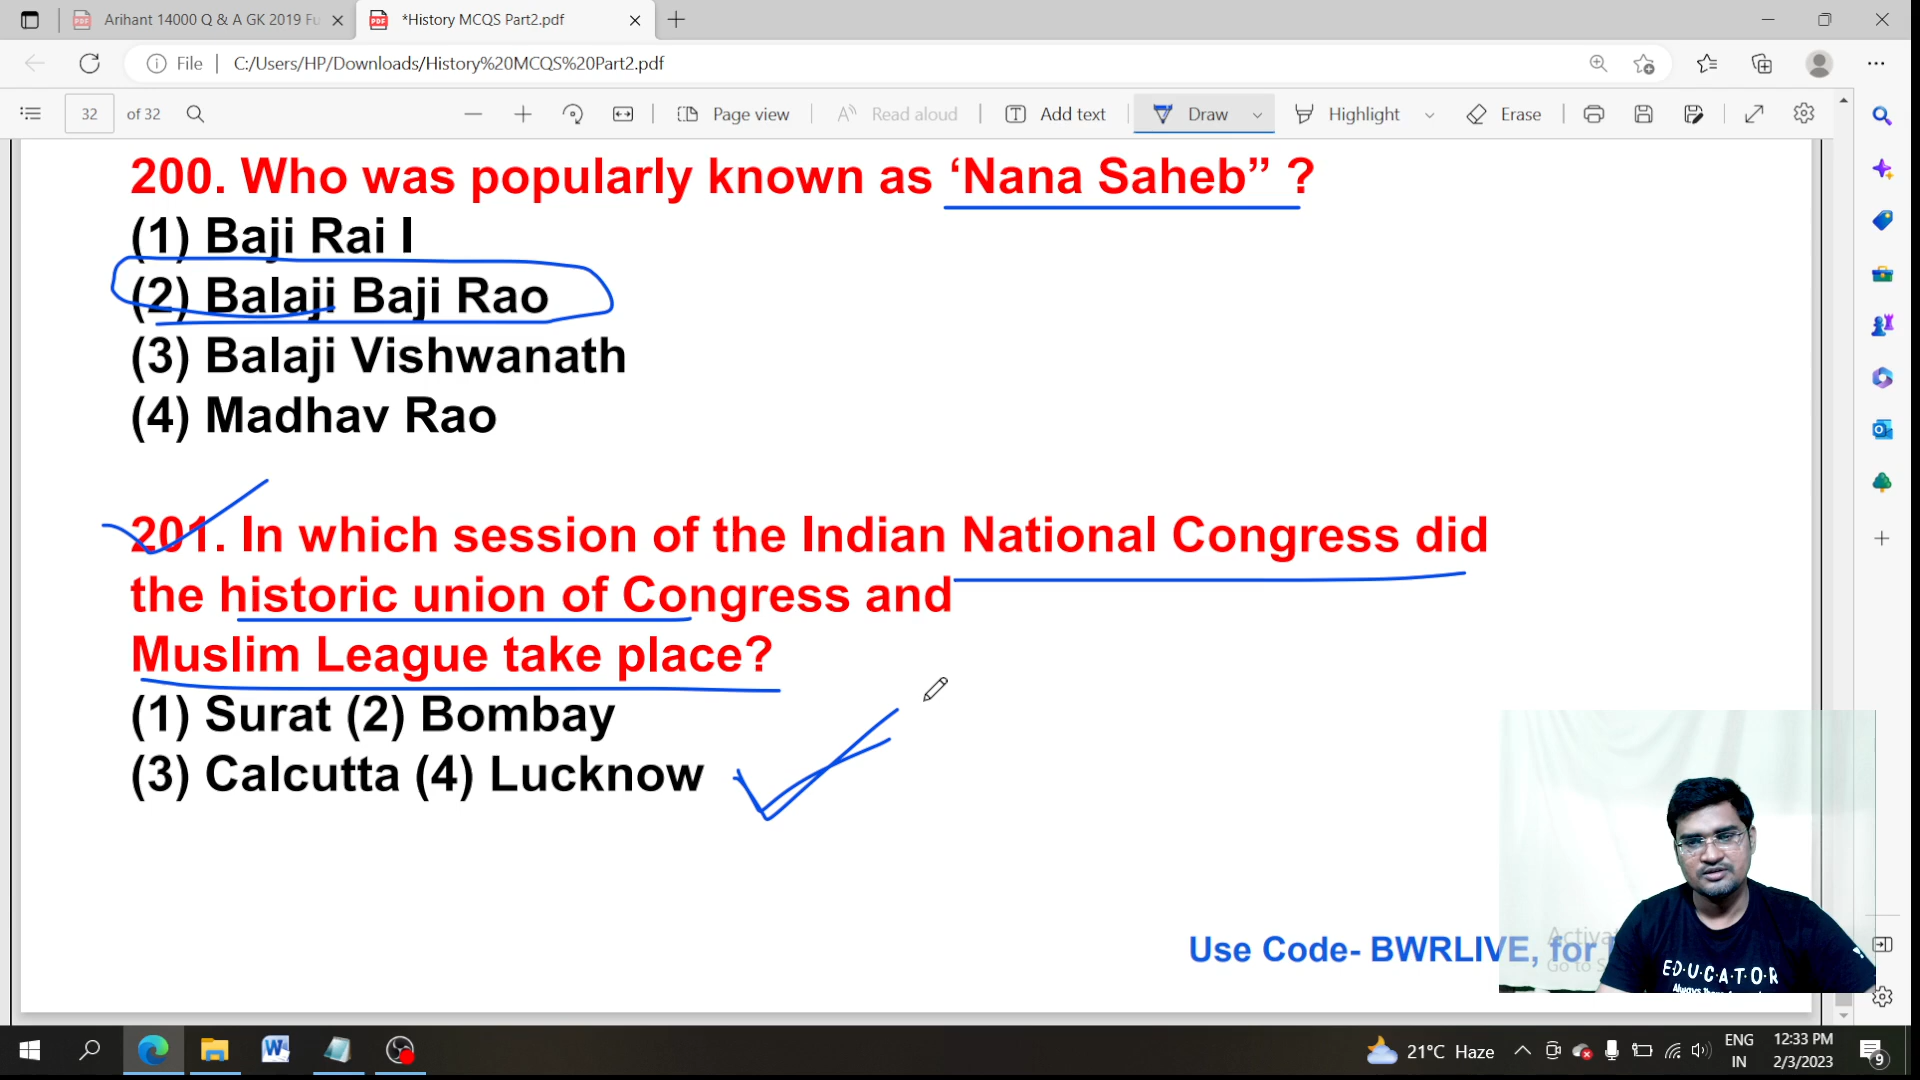 Arihant 14000 Q & A GK 2019 Fu
*History MCQS Part2.pdf
File
C:/Users/HP/Downloads/History%20MCQS%20Part2.pdf
32 of 32
Page view
Read aloud
Add text
Draw
Highlight
Erase
200. Who was popularly known as ‘Nana Saheb” ?
(1) Baji Rai I
(2) Balaji Baji Rao
(3) Balaji Vishwanath
(4) Madhav Rao
201. In which session of the Indian National Congress did
the historic union of Congress and
Muslim League take place?
(1) Surat (2) Bombay
(3) Calcutta (4) Lucknow
Use Code- BWRLIVE, for
Activa
Go to S
E·D·U·C·A·T·O·R
21°C Haze
ENG
IN
12:33 PM
2/3/2023
9